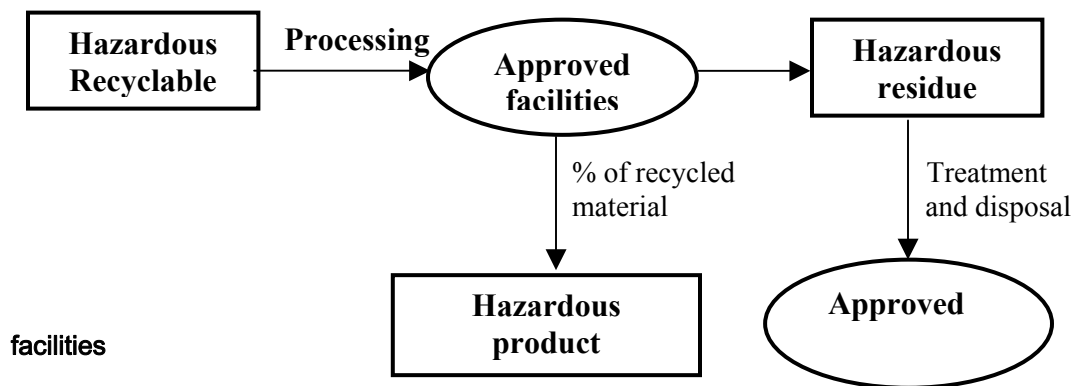 Hazardous
Recyclable
Processing
Approved
facilities
Hazardous
residue
% of recycled
material
Treatment
and disposal
Hazardous
product
Approved
facilities